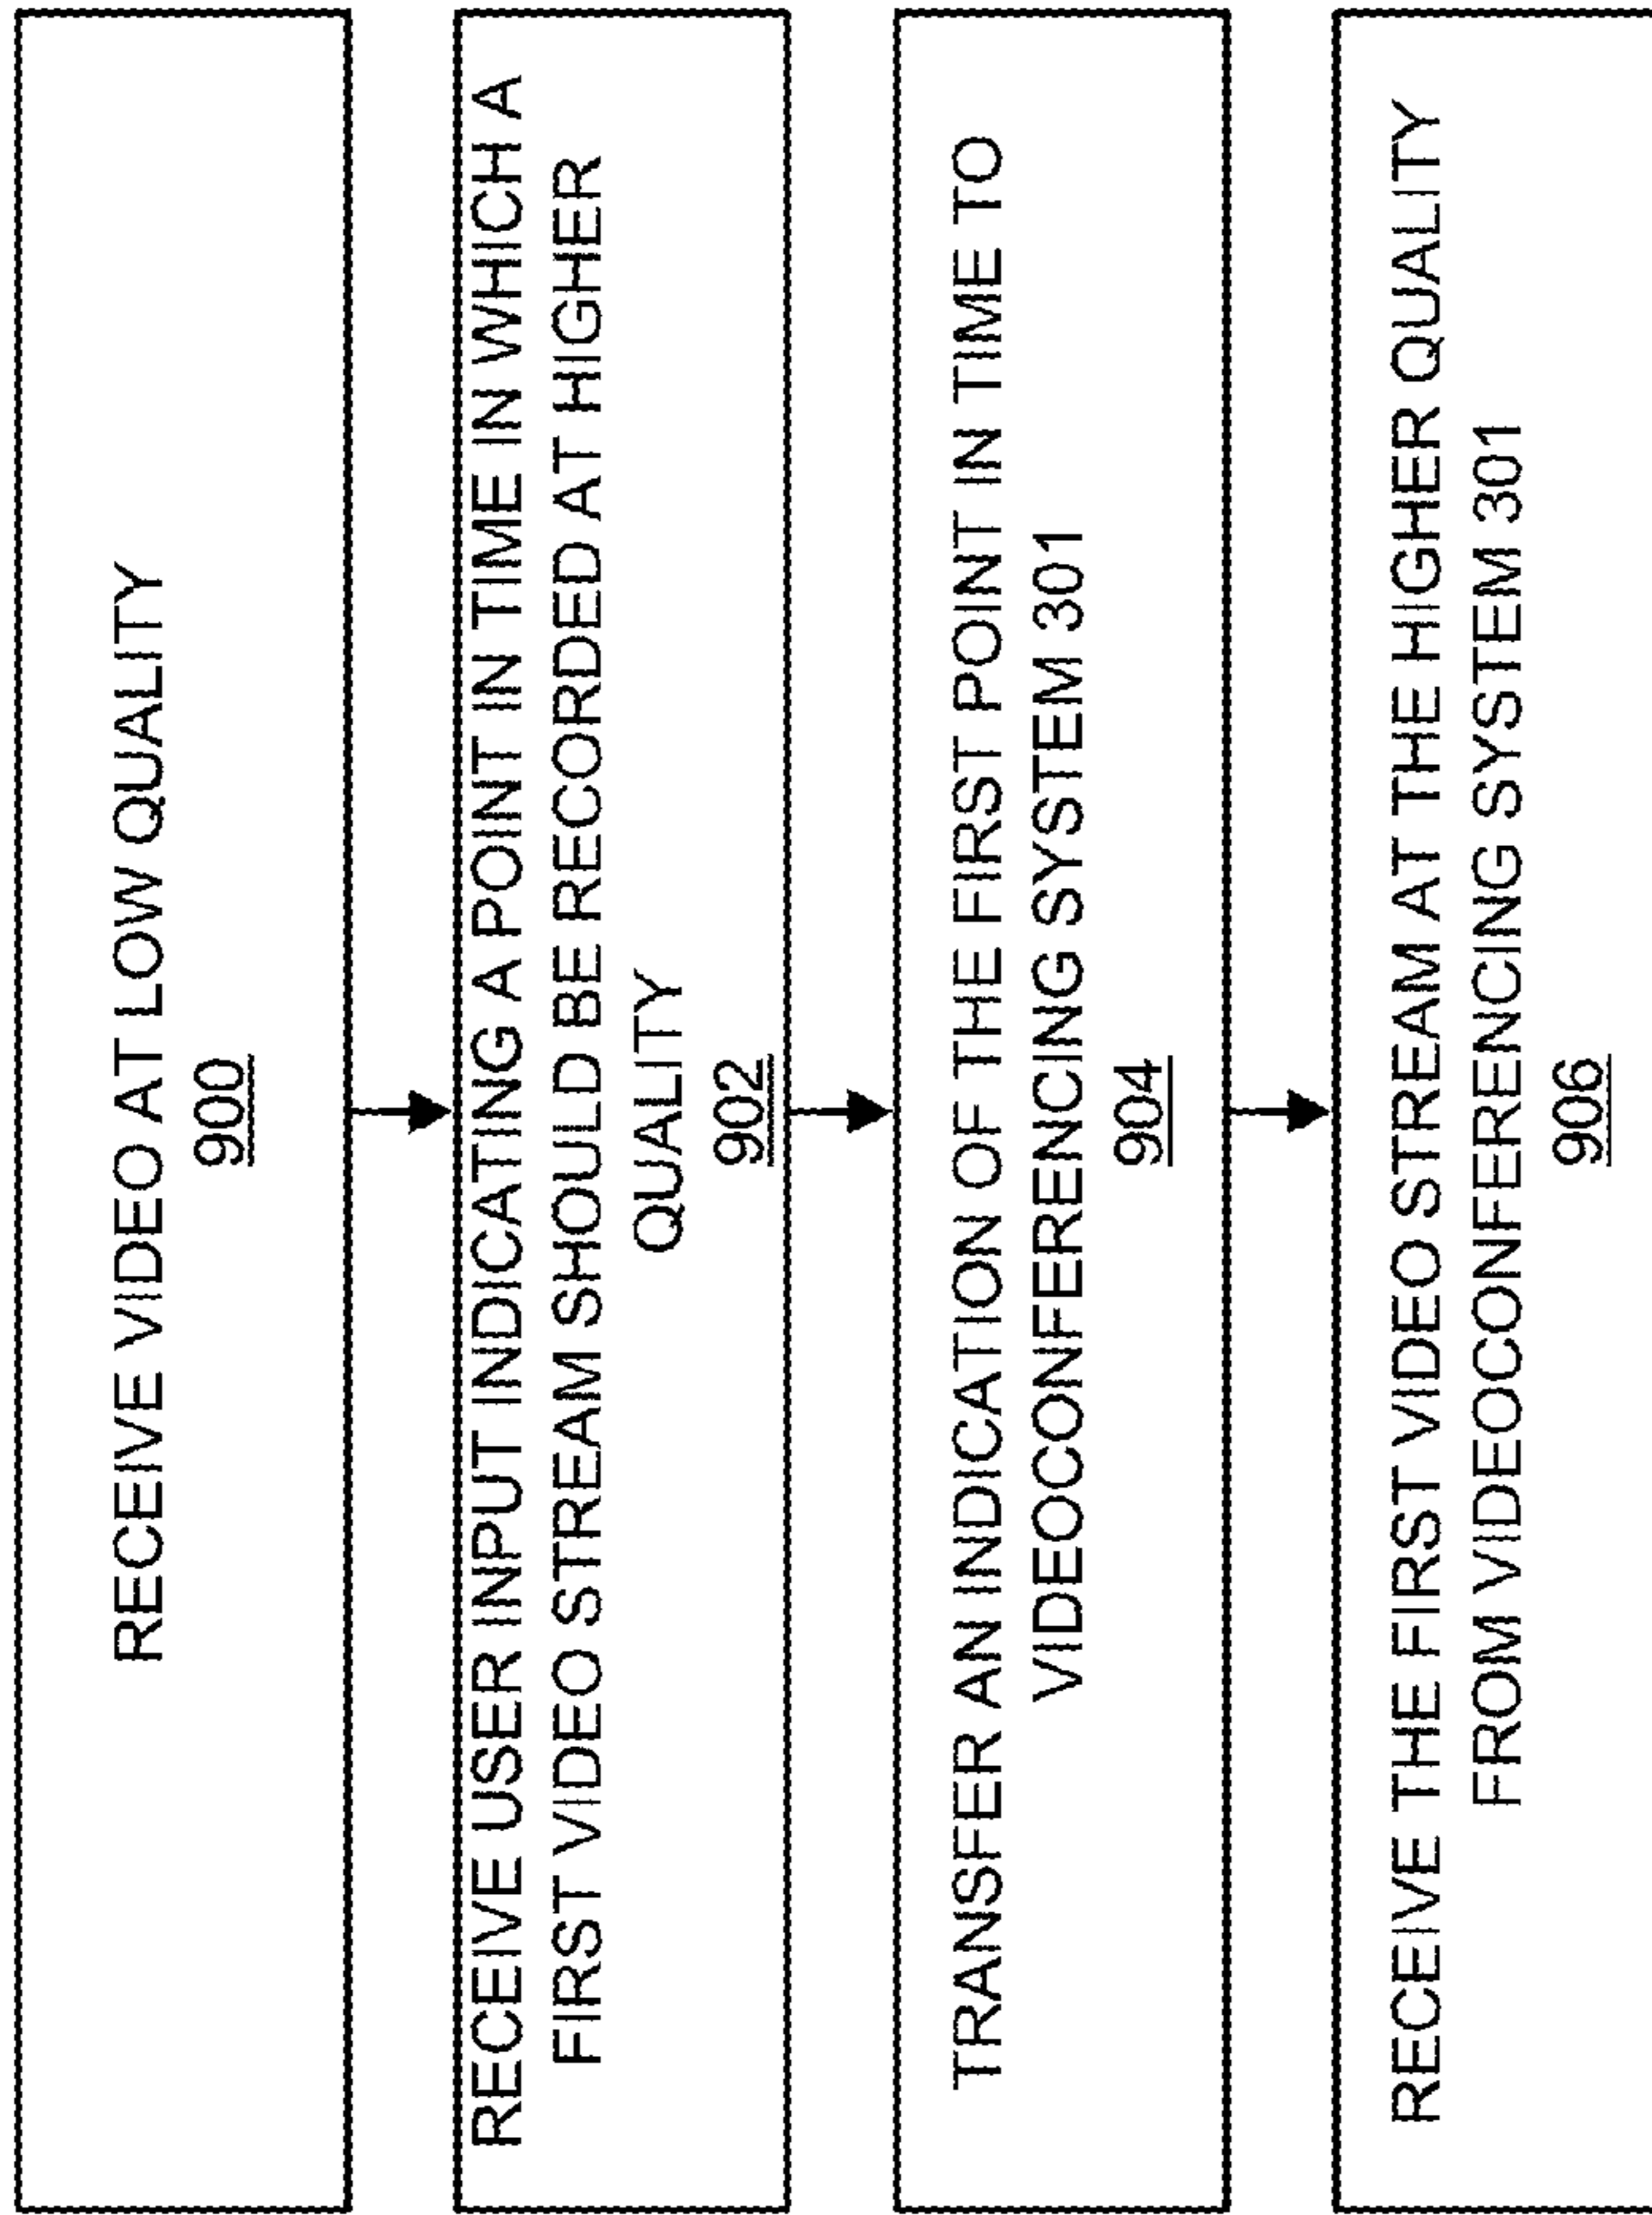 RECEIVE VIDEO AT LOW QUALITY
900
RECEIVE USER INPUT INDICATING A POINT IN TIME IN WHICH A
FIRST VIDEO STREAM SHOULD BE RECORDED AT HIGHER
QUALITY
902
TRANSFER AN INDICATION OF THE FIRST POINT IN TIME TO
VIDEOCONFERENCING SYSTEM 301
904
RECEIVE THE FIRST VIDEO STREAM AT THE HIGHER QUALITY
FROM VIDEOCONFERENCING SYSTEM 301
906